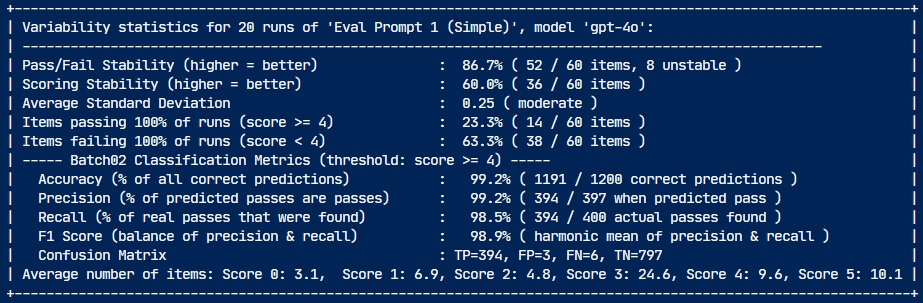 +---------------------------------------------------------------------------------------------------------------+
| Variability statistics for 20 runs of 'Eval Prompt 1 (Simple)', model 'gpt-4o':
| ----------------------------------------------------------------------------------------------------
| Pass/Fail Stability (higher = better) : 86.7% ( 52 / 60 items, 8 unstable ) |
| Scoring Stability (higher = better) : 60.0% ( 36 / 60 items ) |
| Average Standard Deviation : 0.25 ( moderate ) |
| Items passing 100% of runs (score >= 4) : 23.3% ( 14 / 60 items ) |
| Items failing 100% of runs (score < 4) : 63.3% ( 38 / 60 items ) |
| ----- Batch02 Classification Metrics (threshold: score >= 4) ----- |
| Accuracy (% of all correct predictions) : 99.2% ( 1191 / 1200 correct predictions ) |
| Precision (% of predicted passes are passes) : 99.2% ( 394 / 397 when predicted pass ) |
| Recall (% of real passes that were found) : 98.5% ( 394 / 400 actual passes found ) |
| F1 Score (balance of precision & recall) : 98.9% ( harmonic mean of precision & recall ) |
| Confusion Matrix : TP=394, FP=3, FN=6, TN=797 |
| Average number of items: Score 0: 3.1, Score 1: 6.9, Score 2: 4.8, Score 3: 24.6, Score 4: 9.6, Score 5: 10.1 |
+---------------------------------------------------------------------------------------------------------------+